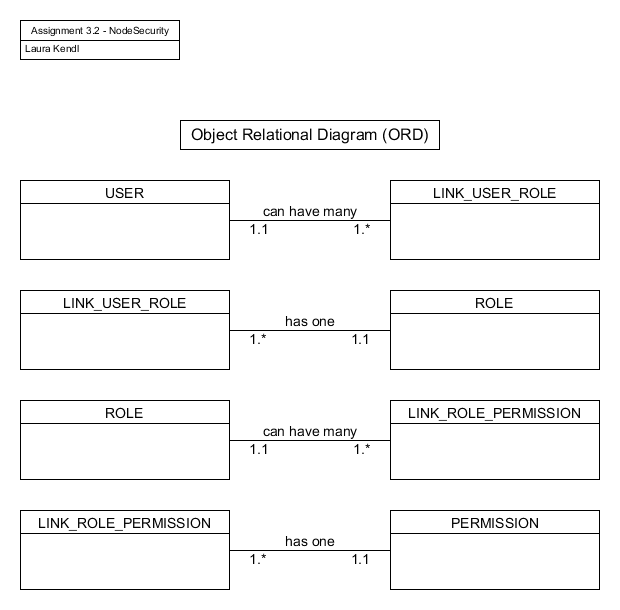 Assignment 3.2 - NodeSecurity
Laura Kendl
Object Relational Diagram (ORD)
USER
can have many
1.1
1.*
LINK_USER_ROLE
LINK_USER_ROLE
has one
1.*
1.1
ROLE
ROLE
can have many
1.1
1.*
LINK_ROLE_PERMISSION
LINK_ROLE_PERMISSION
has one
1.*
1.1
PERMISSION